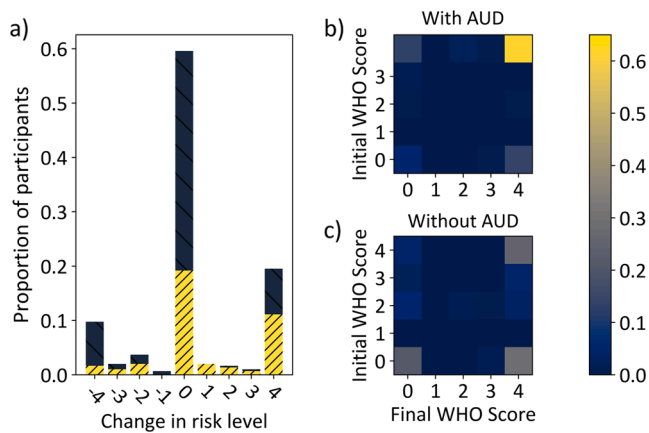 a)
Proportion of participants
0.6
0.5
0.4
0.3
0.2
0.1
0.0
-4 -3 -2 -1 0 1 2 3 4
Change in risk level
b)
With AUD
Initial WHO Score
3
2
1
0
0 1 2 3 4
c)
Without AUD
Initial WHO Score
4
3
2
1
0
0 1 2 3 4
Final WHO Score
0.6
0.5
0.4
0.3
0.2
0.1
0.0